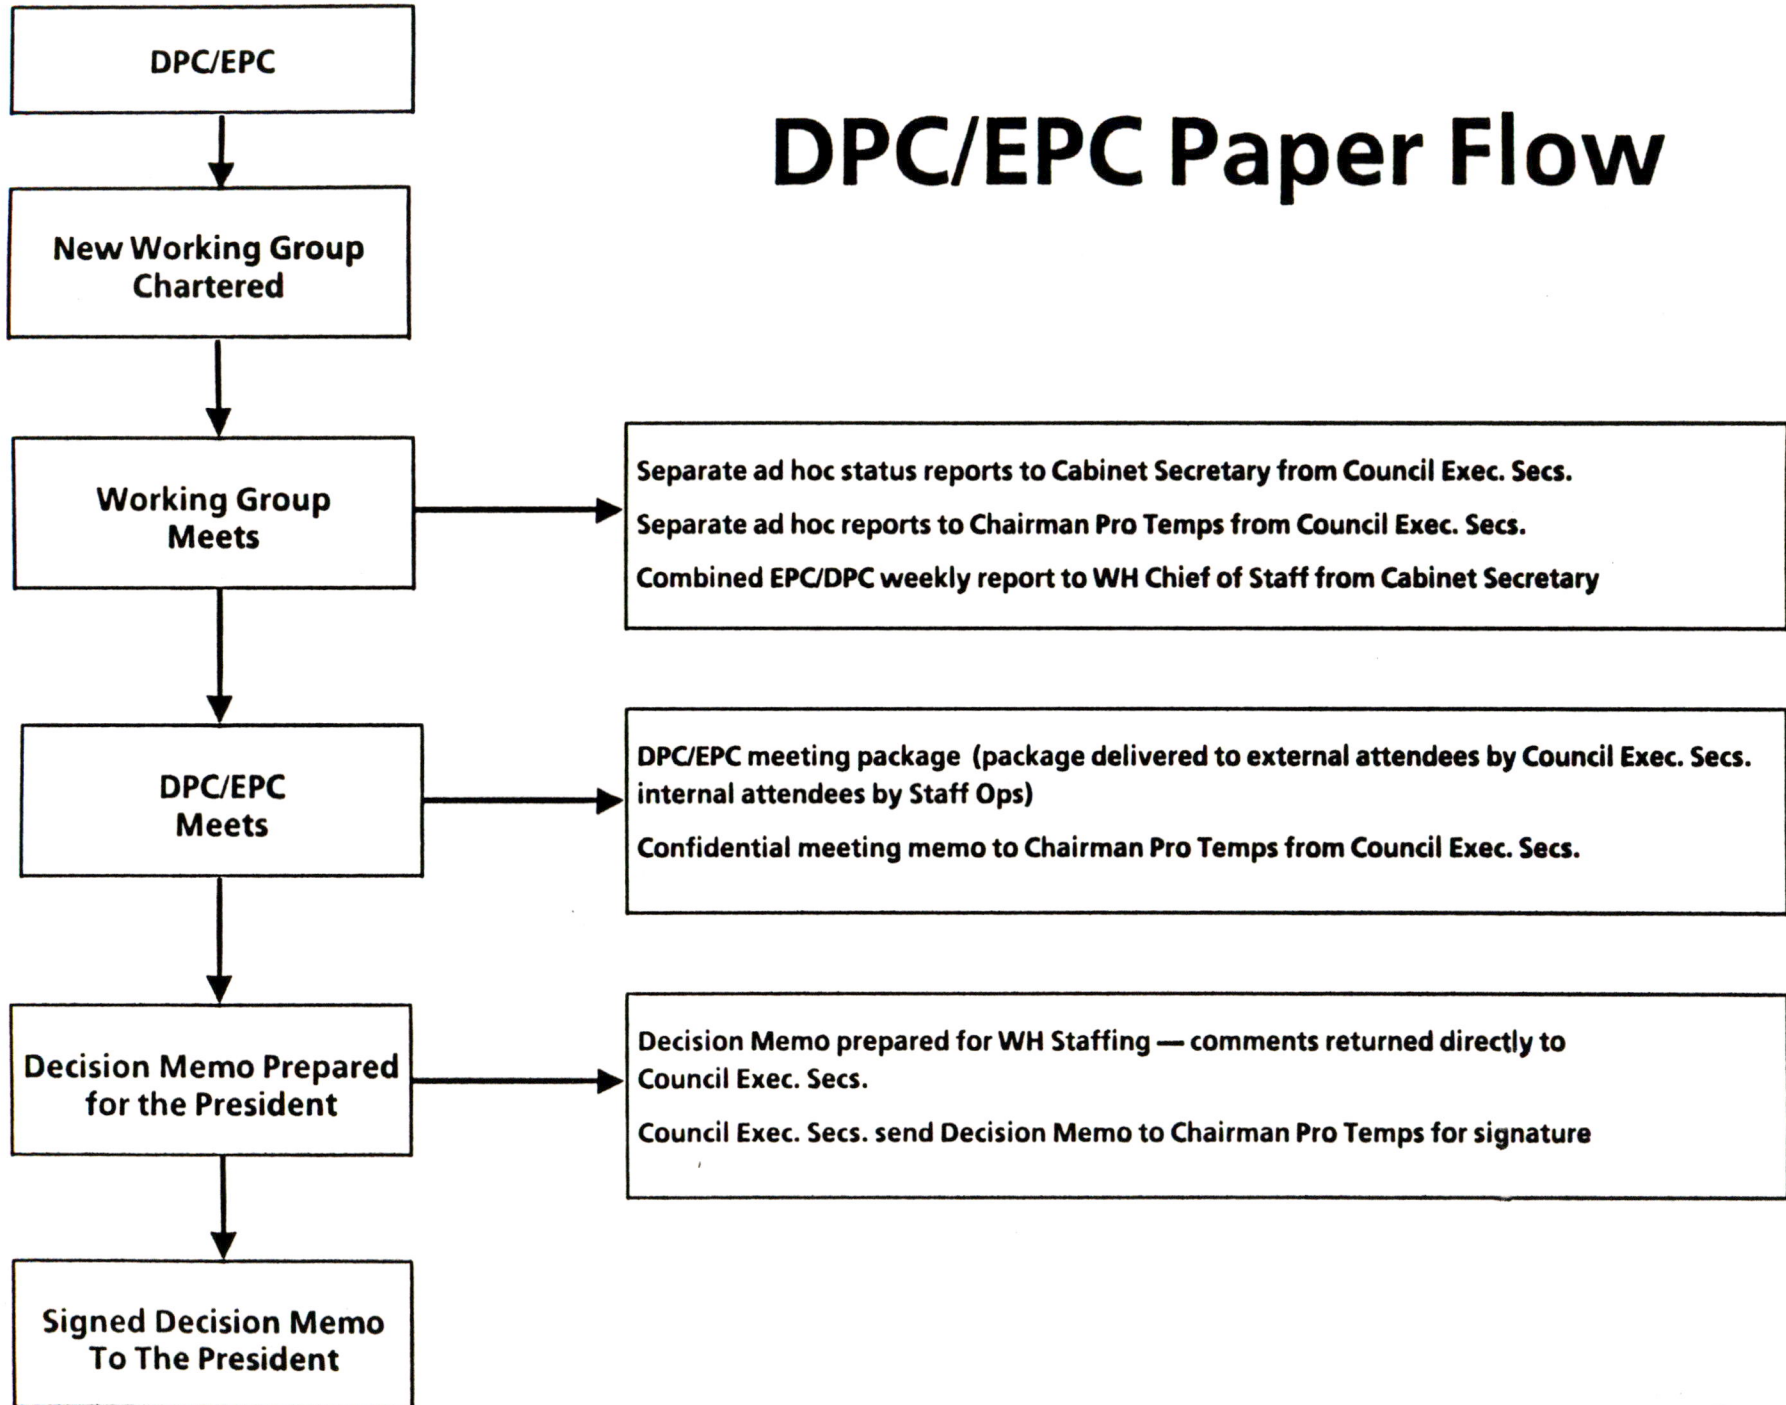 DPC/EPC
DPC/EPC Paper Flow
New Working Group
Chartered
Working Group
Meets
Separate ad hoc status reports to Cabinet Secretary from Council Exec. Secs.
Separate ad hoc reports to Chairman Pro Temps from Council Exec. Secs.
Combined EPC/DPC weekly report to WH Chief of Staff from Cabinet Secretary
DPC/EPC
Meets
DPC/EPC meeting package (package delivered to external attendees by Council Exec. Secs.
internal attendees by Staff Ops)
Confidential meeting memo to Chairman Pro Temps from Council Exec. Secs.
Decision Memo Prepared
for the President
Decision Memo prepared for WH Staffing — comments returned directly to
Council Exec. Secs.
Council Exec. Secs. send Decision Memo to Chairman Pro Temps for signature
Signed Decision Memo
To The President